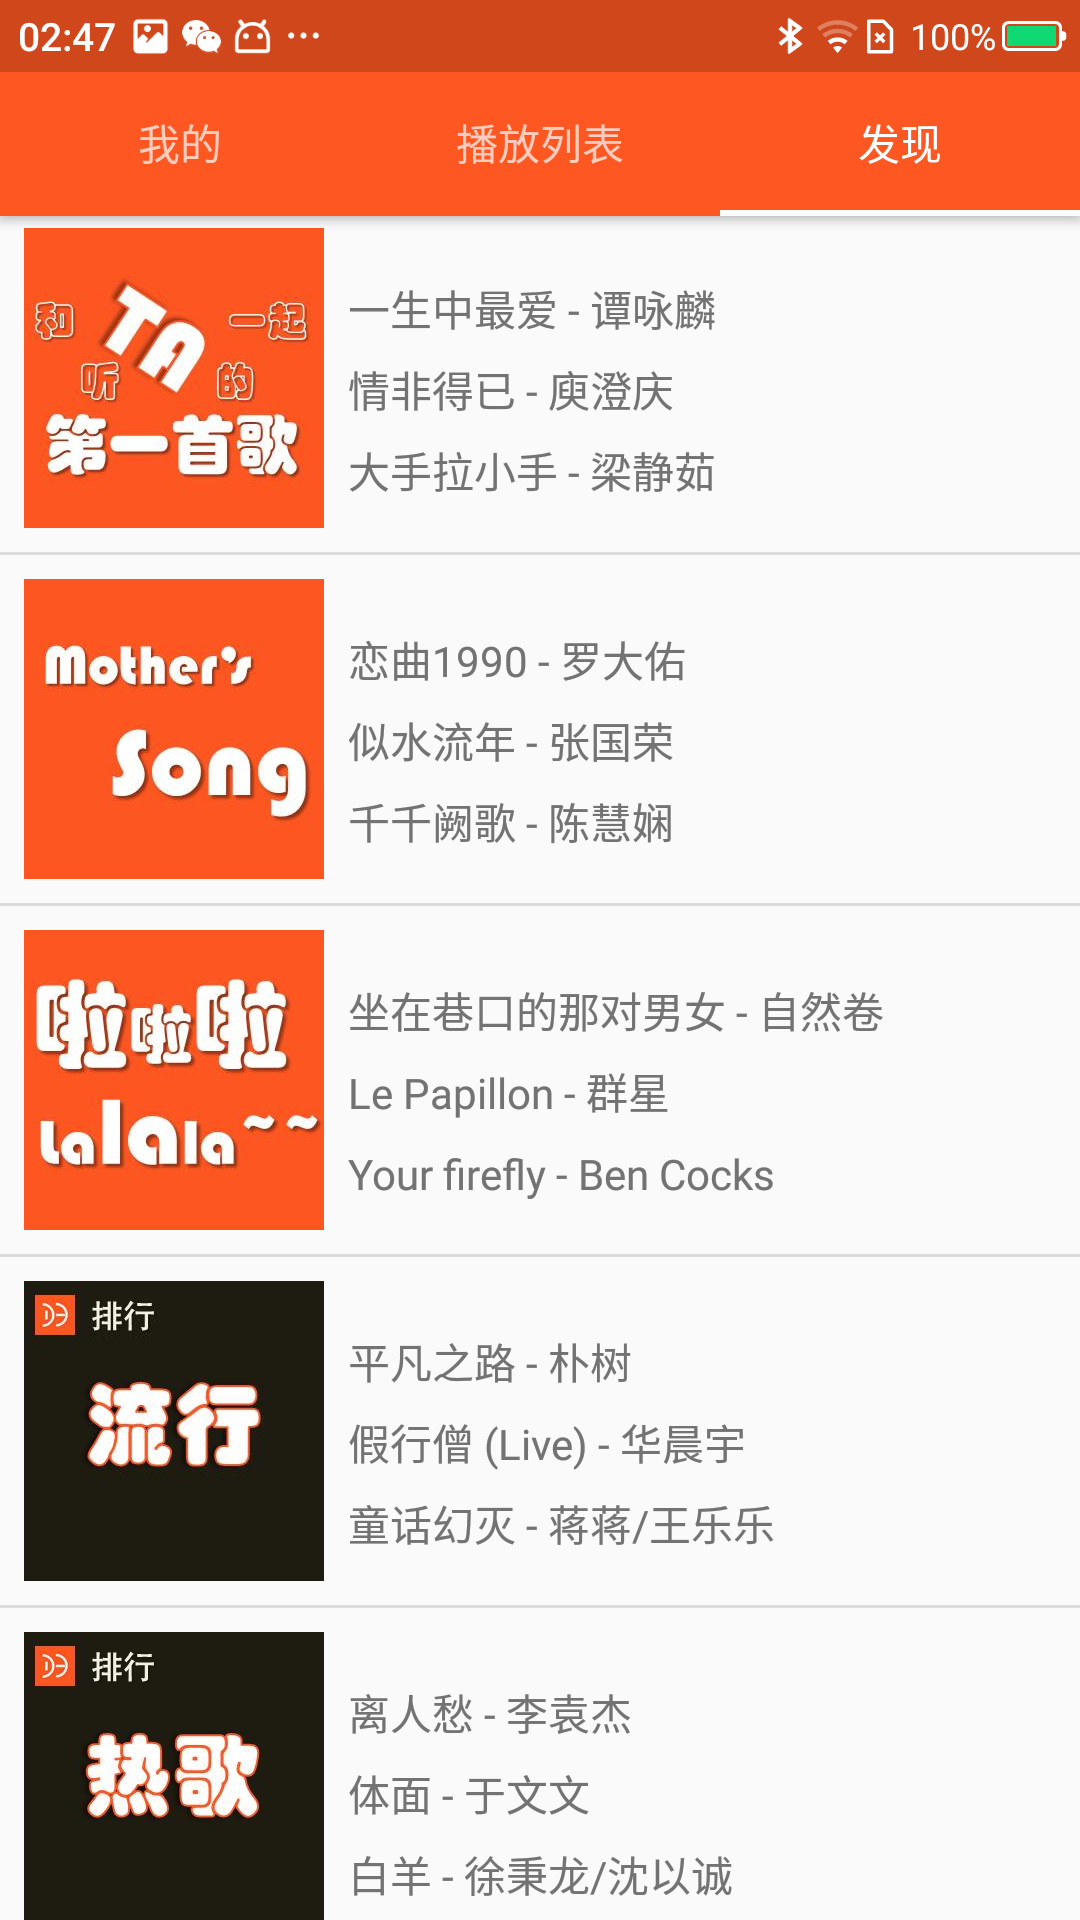 02:47
100%
我的
播放列表
发现
和 TA 一起
听 的
第一首歌
一生中最爱 - 谭咏麟
情非得已 - 庾澄庆
大手拉小手 - 梁静茹
Mother's
Song
恋曲1990 - 罗大佑
似水流年 - 张国荣
千千阙歌 - 陈慧娴
啦啦啦
Lalala~~
坐在巷口的那对男女 - 自然卷
Le Papillon - 群星
Your firefly - Ben Cocks
排行
流行
平凡之路 - 朴树
假行僧 (Live) - 华晨宇
童话幻灭 - 蒋蒋/王乐乐
排行
热歌
离人愁 - 李袁杰
体面 - 于文文
白羊 - 徐秉龙/沈以诚